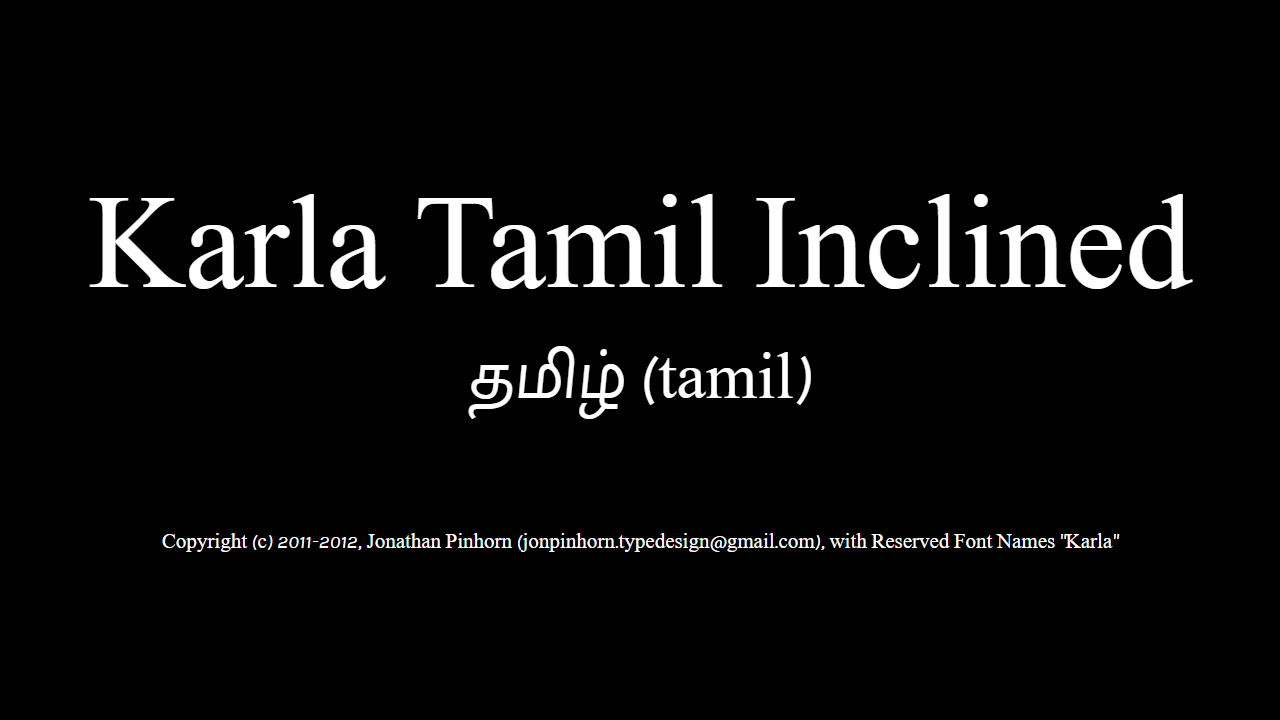 Karla Tamil Inclined
தமிழ் (tamil)
Copyright (c) 2011-2012, Jonathan Pinhorn (jonpinhorn.typedesign@gmail.com), with Reserved Font Names "Karla"